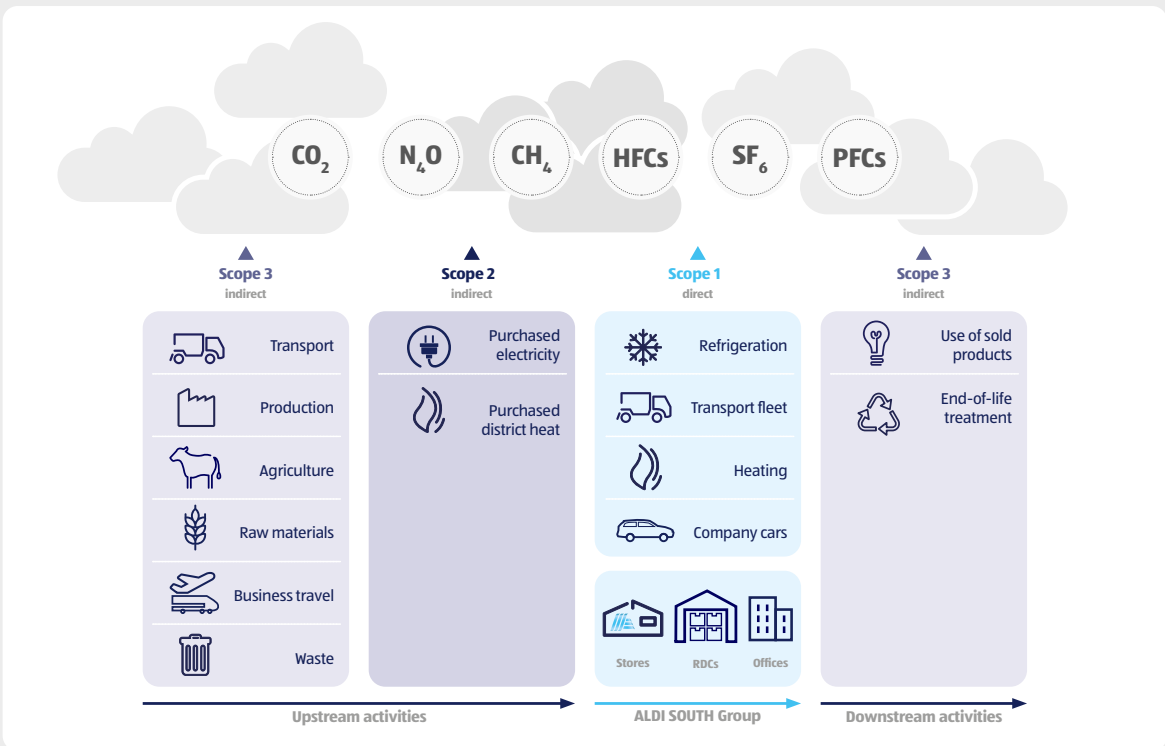 CO2
N4O
CH4
HFCs
SF6
PFCs
Scope 3
indirect
Scope 2
indirect
Scope 1
direct
Scope 3
indirect
Transport
Production
Agriculture
Raw materials
Business travel
Waste
Purchased
electricity
Purchased
district heat
Refrigeration
Transport fleet
Heating
Company cars
Stores
RDCs
Offices
Use of sold
products
End-of-life
treatment
Upstream activities
ALDI SOUTH Group
Downstream activities